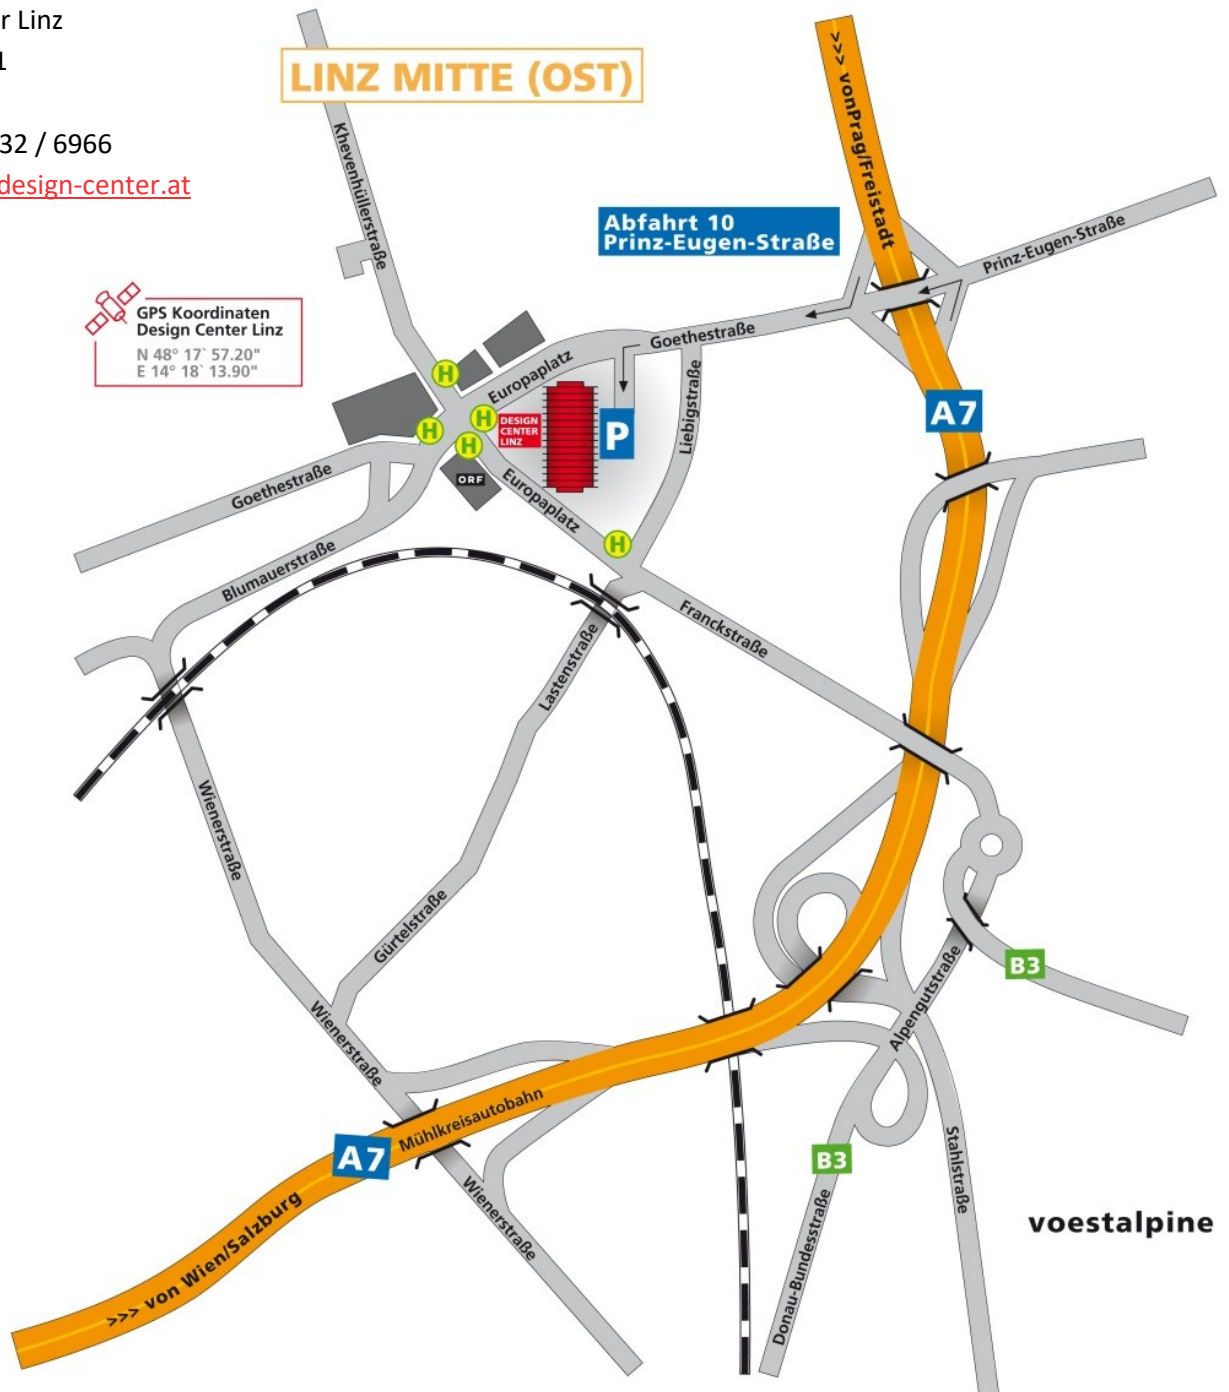 r Linz
1
32 / 6966
design-center.at
LINZ MITTE (OST)
>>> vonPrag/Freistadt
Khevenhüllerstraße
Abfahrt 10
Prinz-Eugen-Straße
Prinz-Eugen-Straße
GPS Koordinaten
Design Center Linz
N 48° 17` 57.20"
E 14° 18` 13.90"
Goethestraße
Europaplatz
H
H
H
H
DESIGN
CENTER
LINZ
P
Liebigstraße
A7
Goethestraße
ORF
Europaplatz
H
Blumauerstraße
Franckstraße
Lastenstraße
Wienerstraße
Gürtelstraße
B3
Alpengutstraße
Wienerstraße
Mühlkreisautobahn
A7
B3
Stahlstraße
Wienerstraße
>>> von Wien/Salzburg
voestalpine
Donau-Bundesstraße